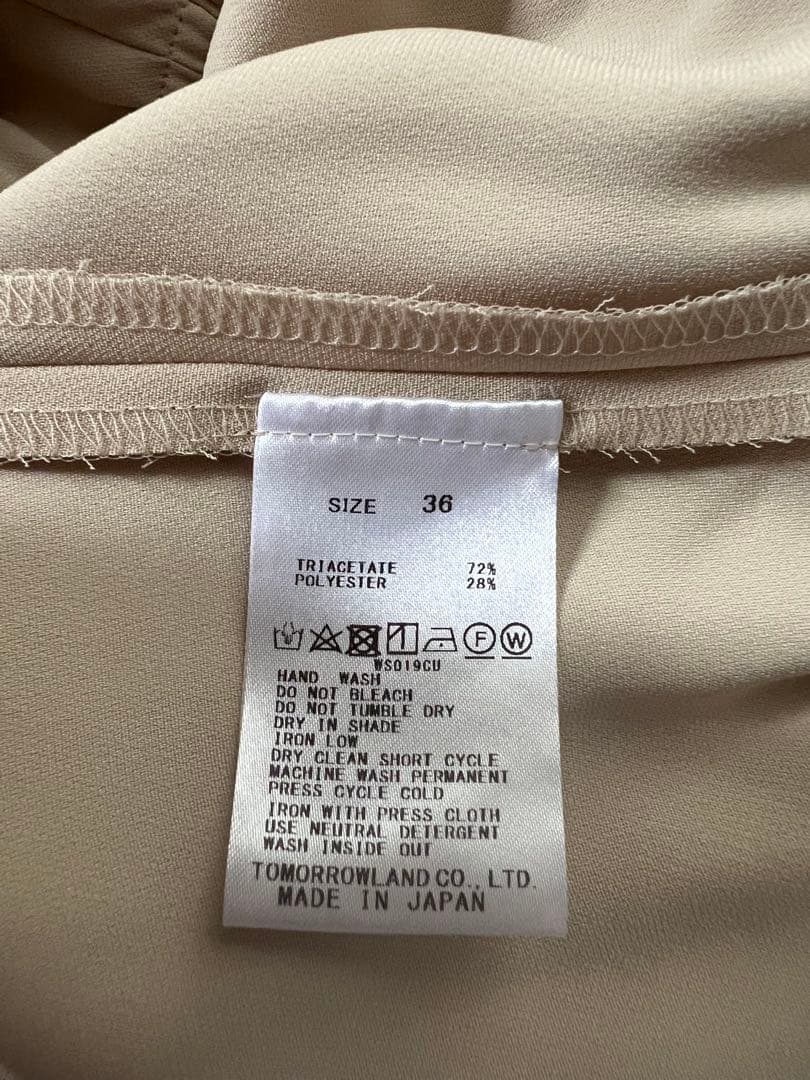 SIZE 36
TRIACETATE 72%
POLYESTER 28%
F W
WS019CU
HAND WASH
DO NOT BLEACH
DO NOT TUMBLE DRY
DRY IN SHADE
IRON LOW
DRY CLEAN SHORT CYCLE
MACHINE WASH PERMANENT
PRESS CYCLE COLD
IRON WITH PRESS CLOTH
USE NEUTRAL DETERGENT
WASH INSIDE OUT
TOMORROWLAND CO., LTD.
MADE IN JAPAN